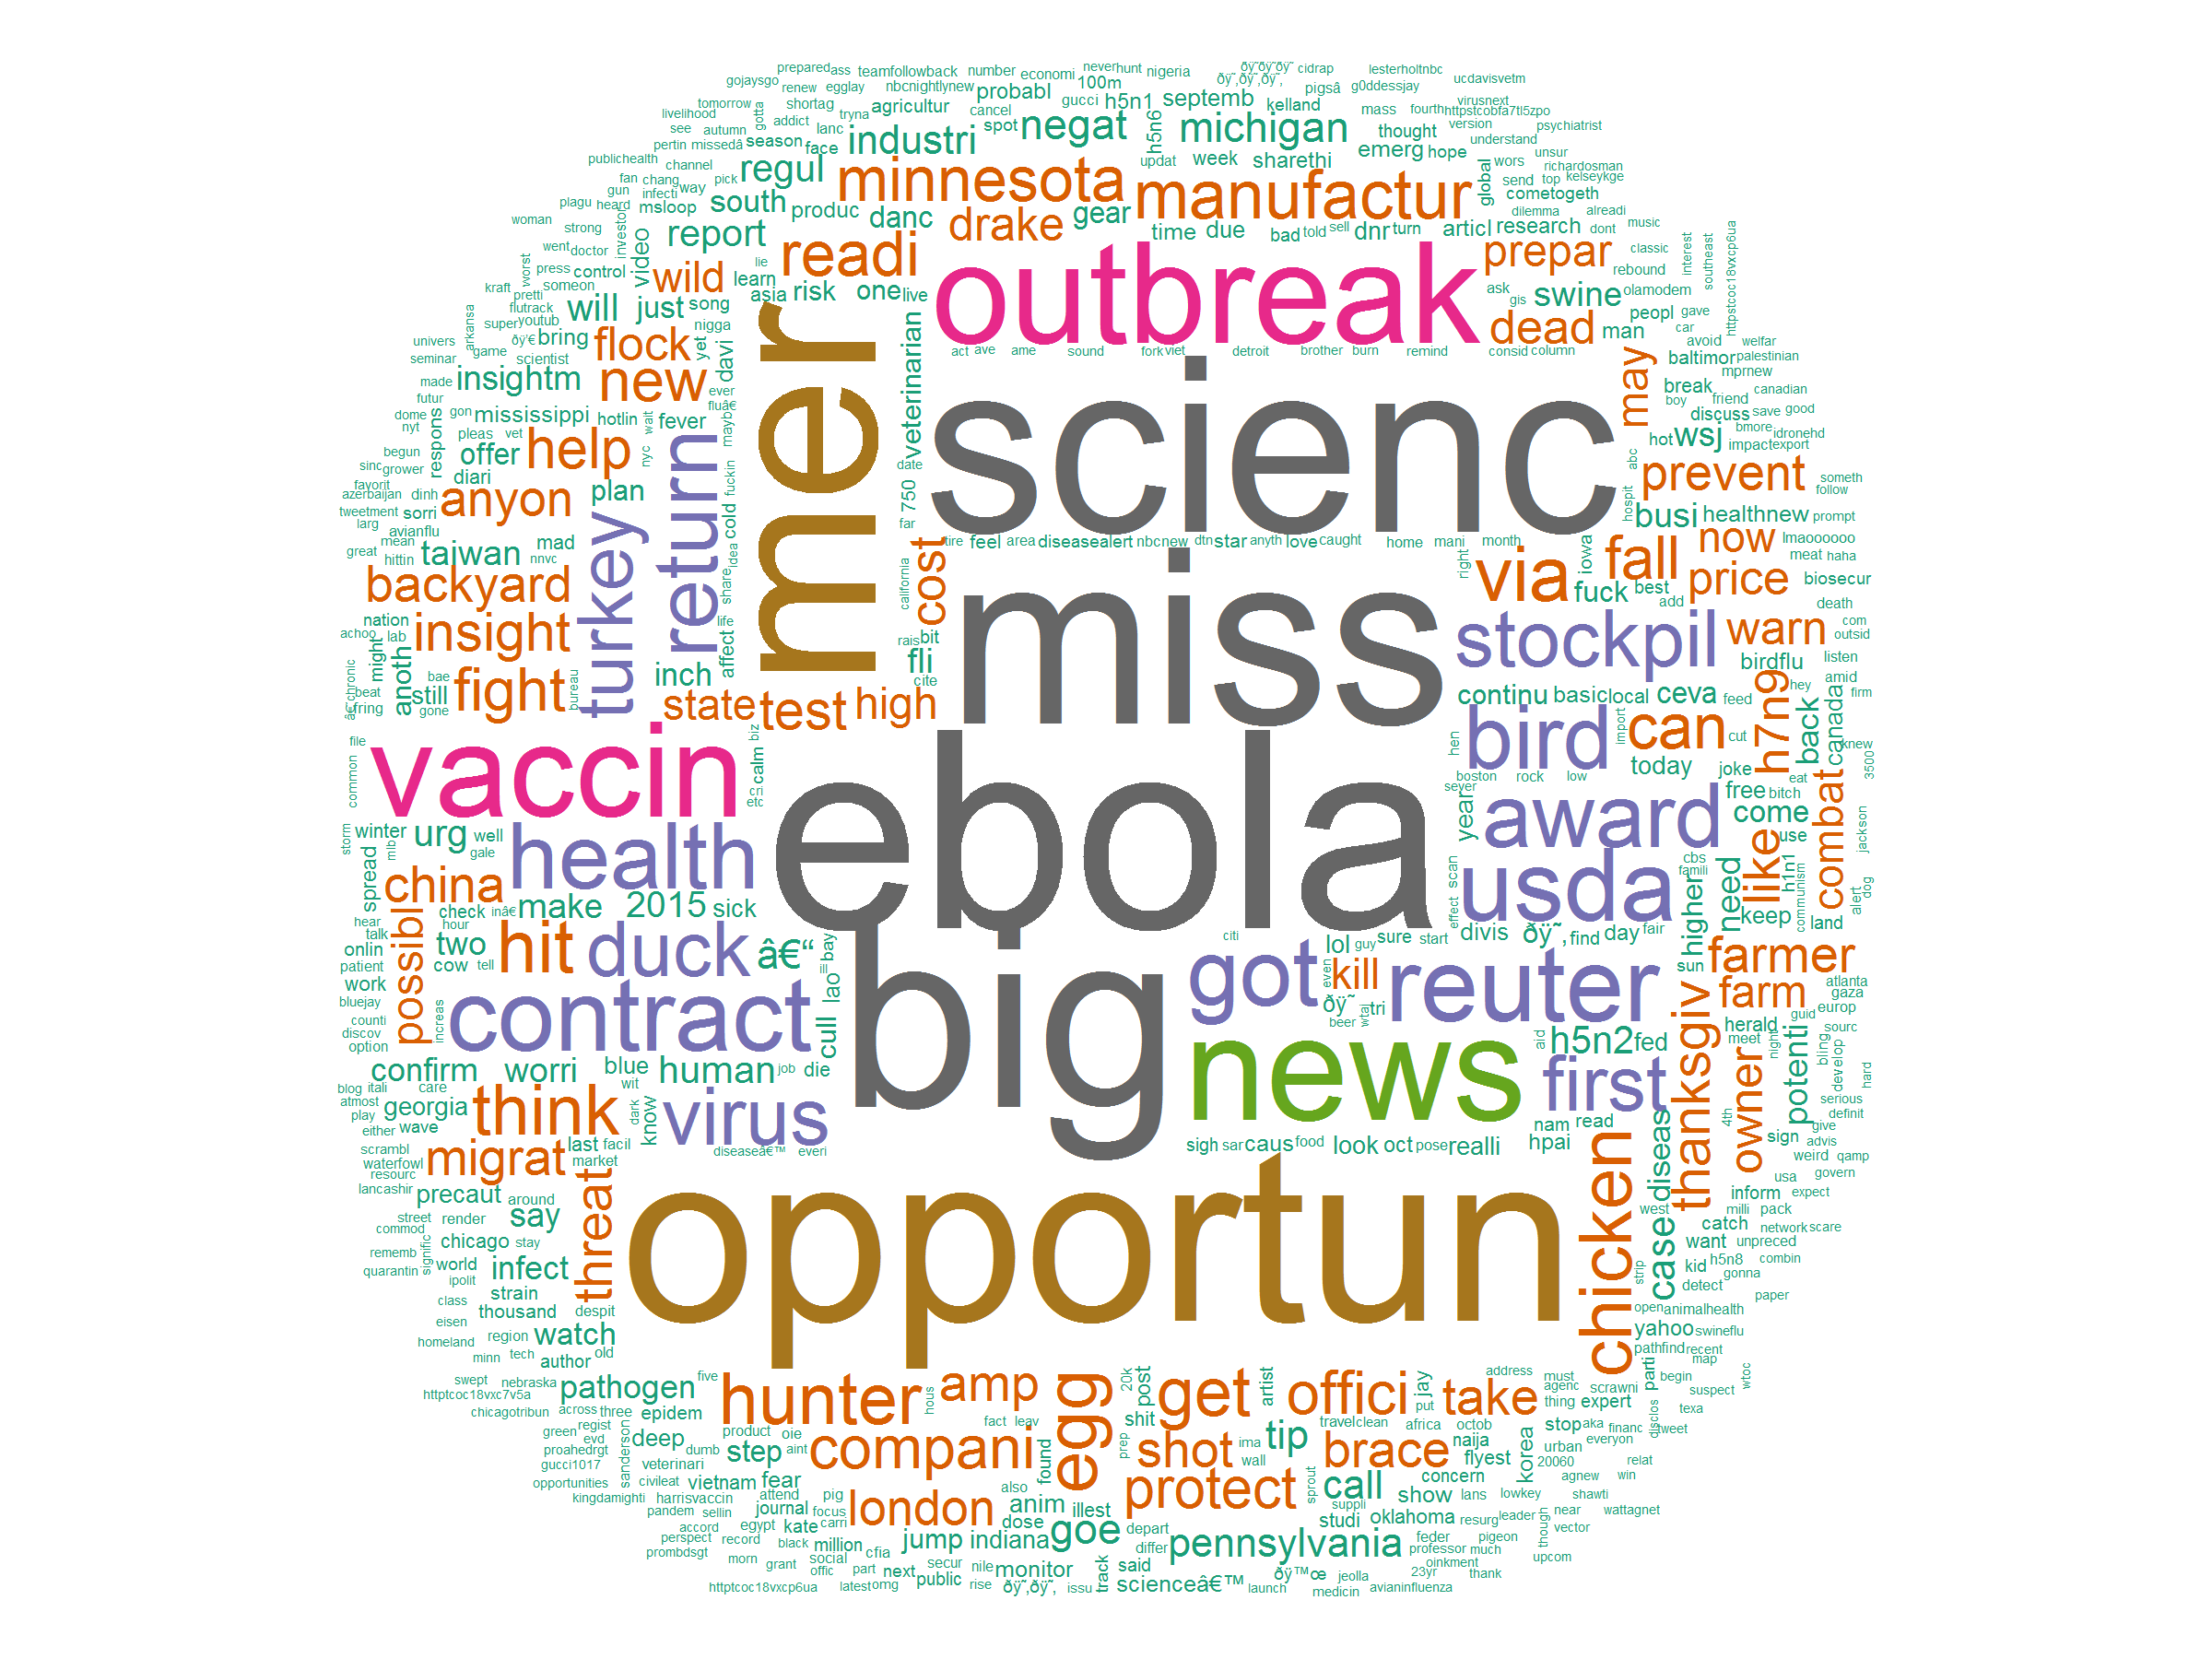 prepared ass teamfollowback number economi never hunt nigeria cidrap lesterholtnbc
gojaysgo renew egglay nbcnightlynew 100m ucdavisvetm
tomorrow shortag agricultur probabl gucci h5n1 septemb pigsâ g0ddessjay virusnext
livelihood gotta addict tryna cancel kelland mass fourth httpstcobfa7tl5zpo
see autumn lanc spot negat h5n6 michigan thought version psychiatrist
pertin missedâ season face industri understand
publichealth channel regul minnesota updat week sharethi emerg hope wors unsur
fan chang pick richardosman
gun infecti way manufactur global send top kelseykge
plagu heard msloop south produc danc gear cometogeth
woman strong investor report drake time due bad told sell dnr turn articl research dilemma alreadi
went doctor video readi outbreak prepar dont music
worst press control wild lie learn classic interest southeast httpstcoc18vxcp6ua
kraft someon asia risk one live ask rebound
pretti will just song gis swine olamodem
flutrack super youtub nigga dead peopl gave
arkansa ðÿ'€ bring flock yet man car
univers game scientist davi mer act ave ame sound fork viet detroit brother burn remind consid column avoid welfar
seminar insightm new veterinarian scienc may baltimor palestinian
made ever mprnew
futur gon mississippi hotlin fever fluâ€ break canadian
dome nyt respons wait maybe boy friend
pleas vet help return discuss save good
begun offer nyc fuckin date hot wsj bmore idronehd
sinc grower diari abc impact export
favorit anyon plan cold 750 hospit prevent someth
azerbaijan dinh turkey follow
tweetment sorri far busi healthnew prompt
larg avianflu mad idea cost tire feel area diseasealert nbcnew dtn star anyth love caught home mani month
mean taiwan now lmaooooooo
great hittin nnvc share california miss right via iowa fall meat haha
backyard price biosecur
nation life fuck best add death
achoo lab insight rais bit com
might anoth affect stockpil warn outsid
chronic bae inch fli birdflu listen
beat still fight bureau cite continu basic local ceva feed h7n9 hey amid
fring gone state test high canada firm
vaccin biz ebola hen bird import can back cut knew
file calm today joke eat 3500
common cri boston rock low free bitch
etc sever award come combat
storm winter urg well year use jackson
mlb gale health cbs h1n1
spread china scan usda famili like communism alert dog
check inâ€ make 2015 sick effect higher need keep land
hear hour
talk possibl two hit duck â€“ big citi got lol guy sure start divis ðÿ˜‚ find day fair
onlin cow tell ill bay kill reuter sun farmer
patient lao even
work contract ðÿ˜ tri farm atlanta
bluejay increas beer wtaj gaza
counti cull news thanksgiv guid europ
discov aid h5n2 fed herald sourc
option confirm worri blue human job die first meet night potenti bling develop hard
blog itali care wit
atmost georgia think dark know virus owner serious
play nam read 4th definit
either wave last facil sigh sar caus food look oct pose realli hpai diseas sign give
scrambl migrat market diseaseâ€™ everi advis
waterfowl weird qamp
resourc threat opportun chicken usa govern
lancashir precaut around inform expect
street render say case west milli pack
commod catch network scare
rememb signific chicago stay want unpreced
world infect h5n8 combin
quarantin ipolit strain strip kid gonna
class thousand despit detect paper
eisen open animalhealth
homeland region watch yahoo swineflu
minn tech author old pathfind recent
swept nebraska pathogen five hunter hous amp egg 20k post get artist offici jay address must parti map begin wtoc
httptcoc18vxc7v5a agenc scrawni suspect
chicagotribun across three epidem fact leav shit put take thing expert texa
green regist product oie travel clean africa octob stop aka financ disclos tweet
evd deep dumb aint step compani prep shot ima tip brace naija everyon
proahedrgt sanderson veterinari wall flyest urban relat
gucci1017 civileat vietnam fear found sprout call concern korea 20060 agnew win
opportunities attend pig also protect show lans lowkey shawti
kingdamighti harrisvaccin journal focus london anim illest suppli
pandem sellin dose studi oklahoma resurg leader near wattagnet
accord egypt kate carri goe depart though vector
perspect record black million jump indiana differ pennsylvania feder pigeon
prombdsgt cfia professor much upcom
morn grant social secur nile monitor track said oinkment
offic part next public scienceâ€™ ðÿ™œ jeolla 23yr thank
httptcoc18vxcp6ua latest omg rise ðÿ˜‚ðÿ˜‚ issu launch medicin avianinfluenza